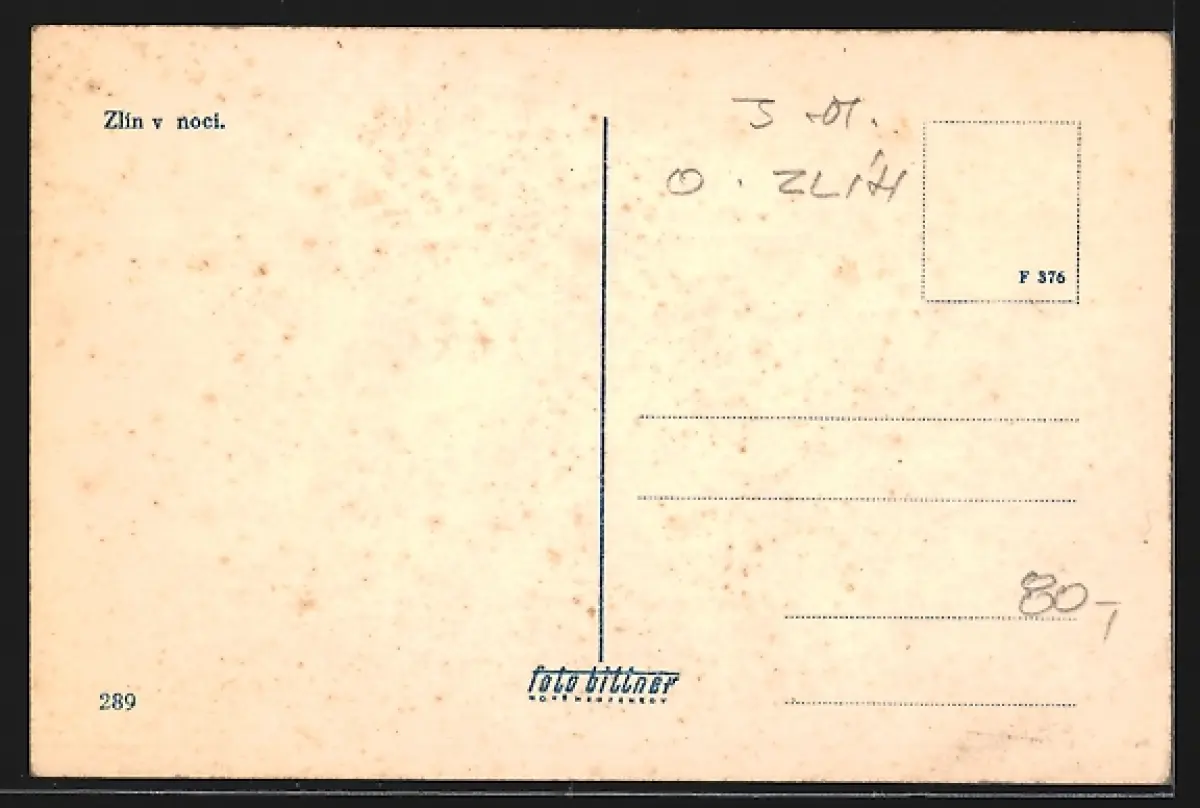 Zlín v noci.
J. M.
O. ZLÍN
F 376
80,-
foto bittner
289